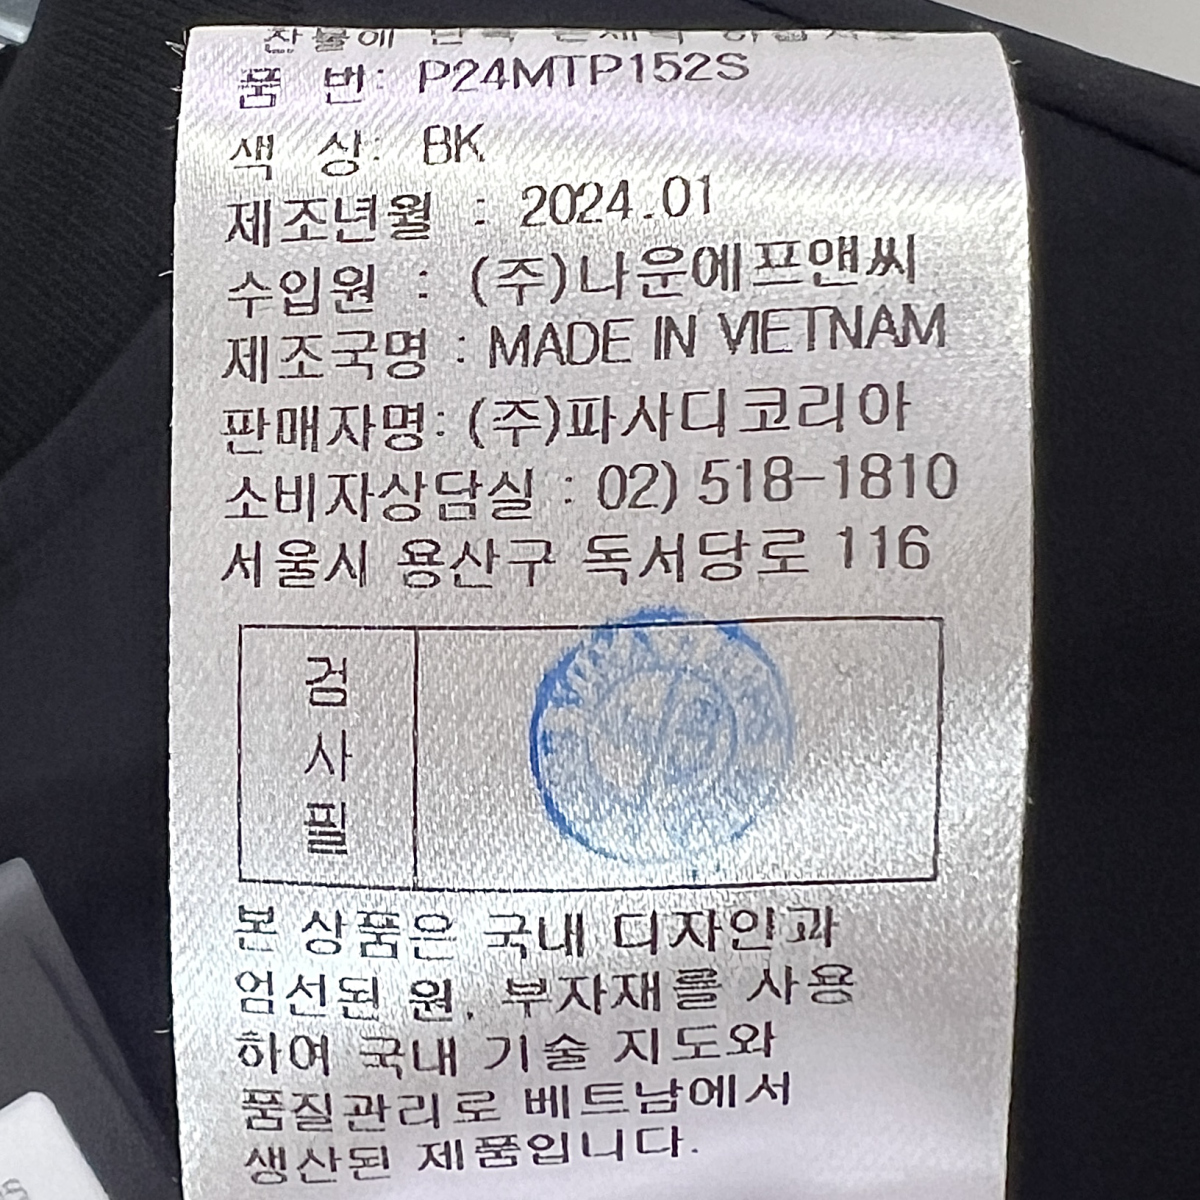 품 번: P24MTP152S
색 상: BK
제조년월 : 2024.01
수입원 : (주)나운에프앤씨
제조국명 : MADE IN VIETNAM
판매자명: (주)파사디코리아
소비자상담실 : 02) 518-1810
서울시 용산구 독서당로 116
검
사
필
본 상품은 국내 디자인과
엄선된 원, 부자재를 사용
하여 국내 기술 지도와
품질관리로 베트남에서
생산된 제품입니다.